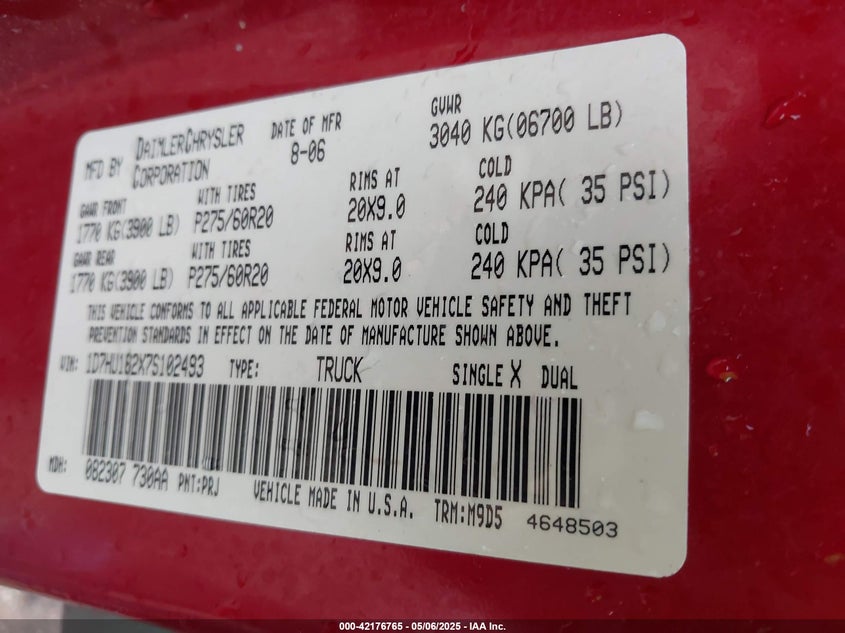 MFD BY DAIMLERCHRYSLER CORPORATION DATE OF MFR 8-06 GVWR 3040 KG(06700 LB)
GAWR FRONT WITH TIRES RIMS AT COLD
1770 KG(3900 LB) P275/60R20 20X9.0 240 KPA( 35 PSI)
GAWR REAR WITH TIRES RIMS AT COLD
1770 KG(3900 LB) P275/60R20 20X9.0 240 KPA( 35 PSI)
THIS VEHICLE CONFORMS TO ALL APPLICABLE FEDERAL MOTOR VEHICLE SAFETY AND THEFT
PREVENTION STANDARDS IN EFFECT ON THE DATE OF MANUFACTURE SHOWN ABOVE.
VIN: 1D7HU182X7S102493 TYPE: TRUCK SINGLE X DUAL
MDH: 082307 730AA PNT:PRJ
VEHICLE MADE IN U.S.A. TRM:M9D5 4648503
000-42176765 - 05/06/2025 - IAA Inc.